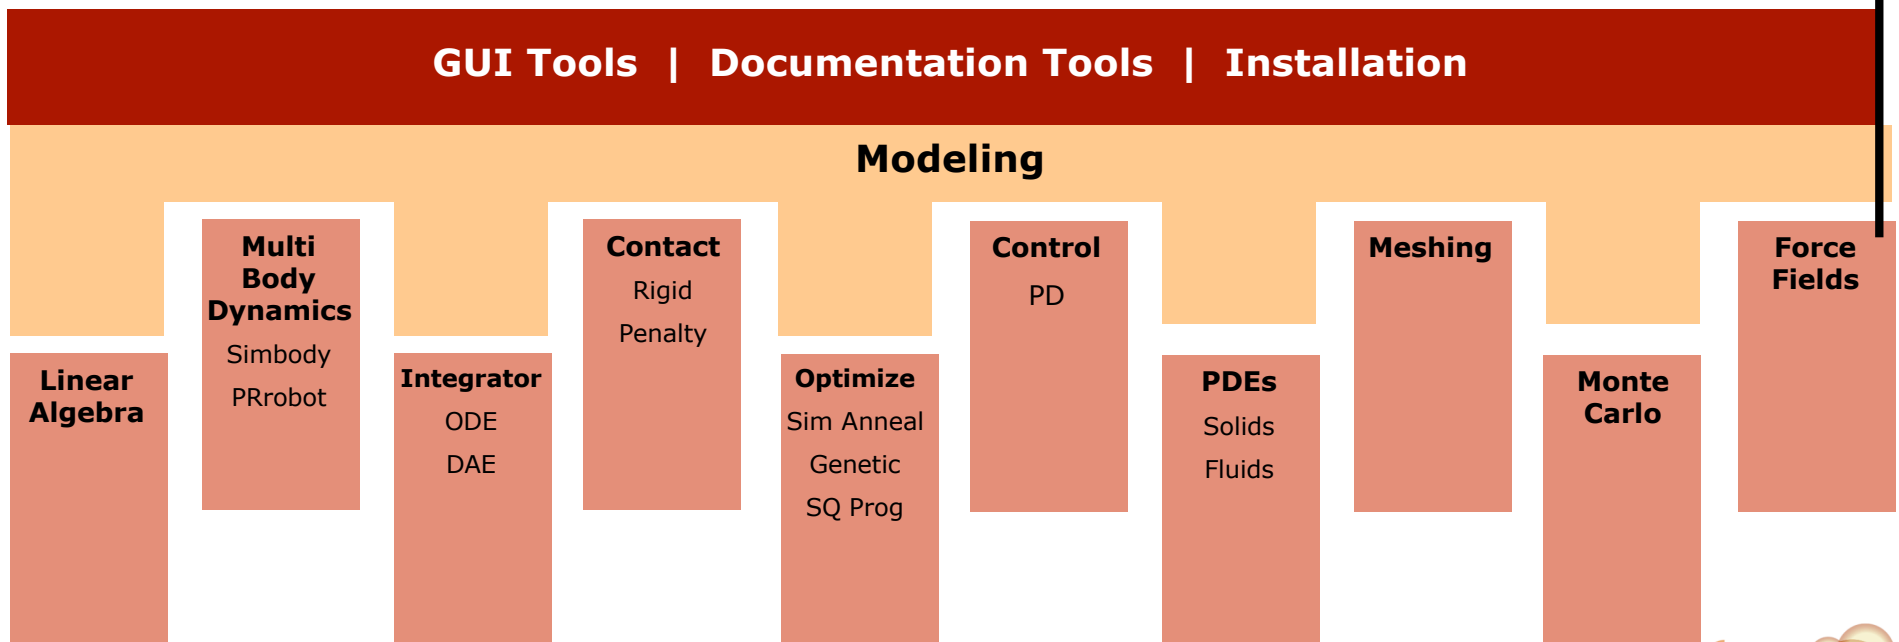 GUI Tools | Documentation Tools | Installation
Modeling
Linear
Algebra
Multi
Body
Dynamics
Simbody
PRrobot
Integrator
ODE
DAE
Contact
Rigid
Penalty
Optimize
Sim Anneal
Genetic
SQ Prog
Control
PD
PDEs
Solids
Fluids
Meshing
Monte
Carlo
Force
Fields